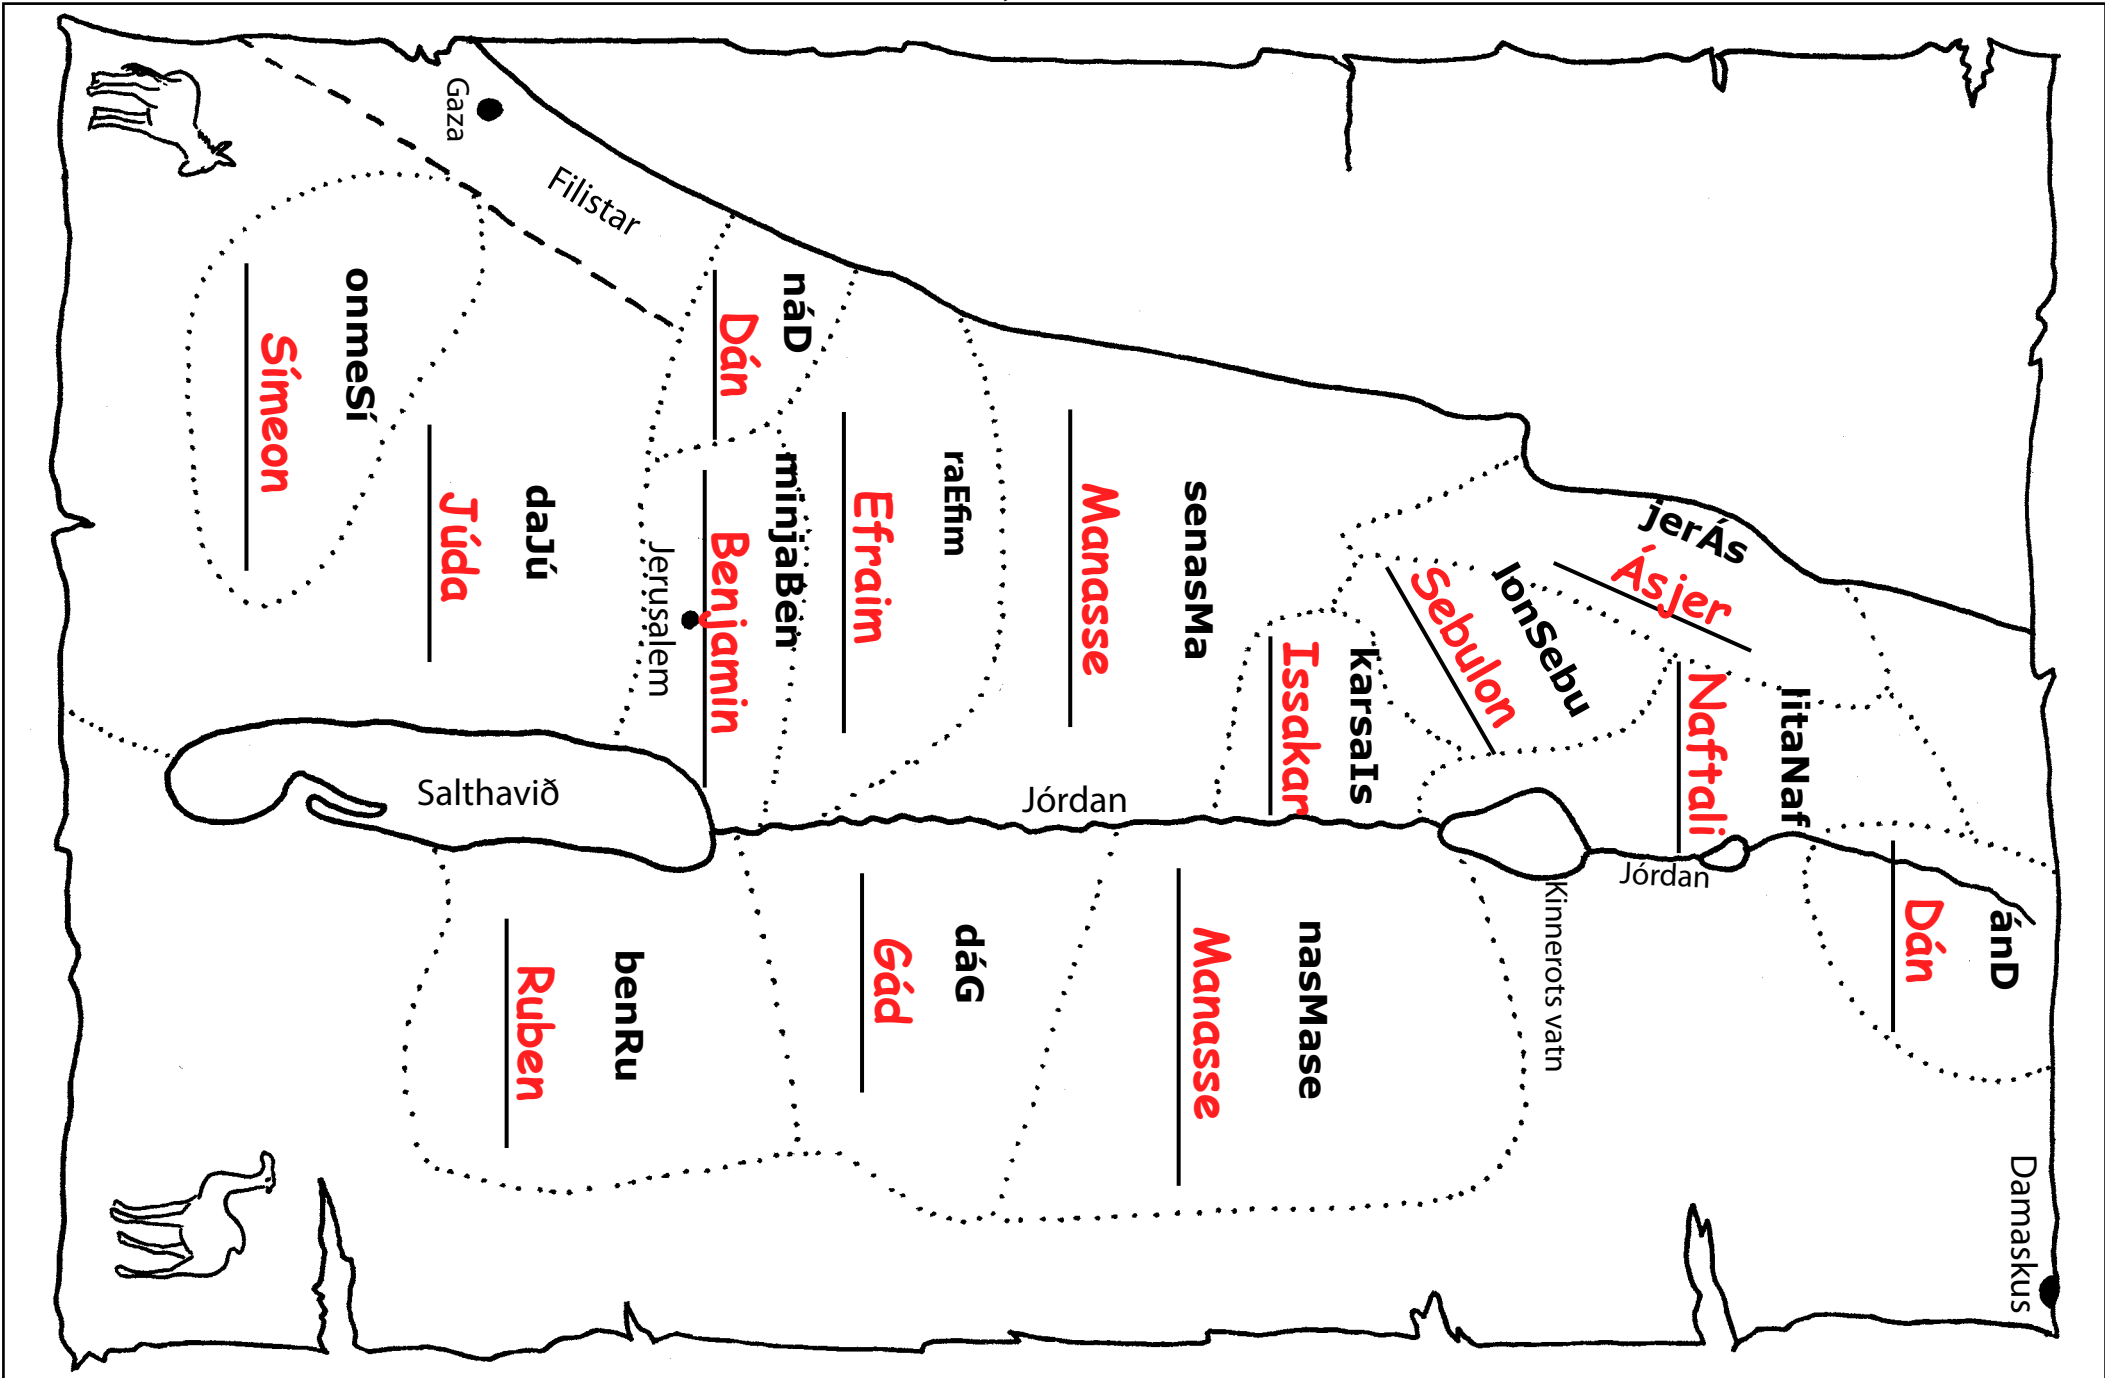 Damaskus
ánD
Dán
litaNaf
Naftali
jerÁs
Ásjer
Jórdan
Kinnerots vatn
lonSebu
Sebulon
karsaIs
Issakar
nasMase
Manasse
senasMa
Manasse
Jórdan
raEfim
Efraim
dáG
Gád
náD
Dán
minjaBen
Benjamin
Jerusalem
Filistar
Gaza
benRu
Ruben
daJú
Júda
Salthavið
onmeSí
Símeon